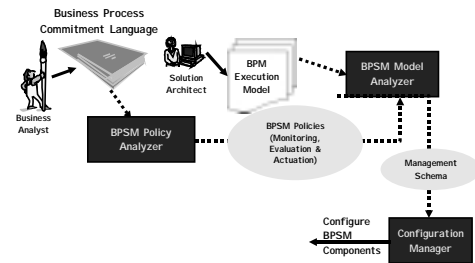 Business Process
Commitment Language
Business
Analyst
Solution
Architect
BPM
Execution
Model
BPSM Model
Analyzer
BPSM Policy
Analyzer
BPSM Policies
(Monitoring,
Evaluation &
Actuation)
Management
Schema
Configure
BPSM
Components
Configuration
Manager